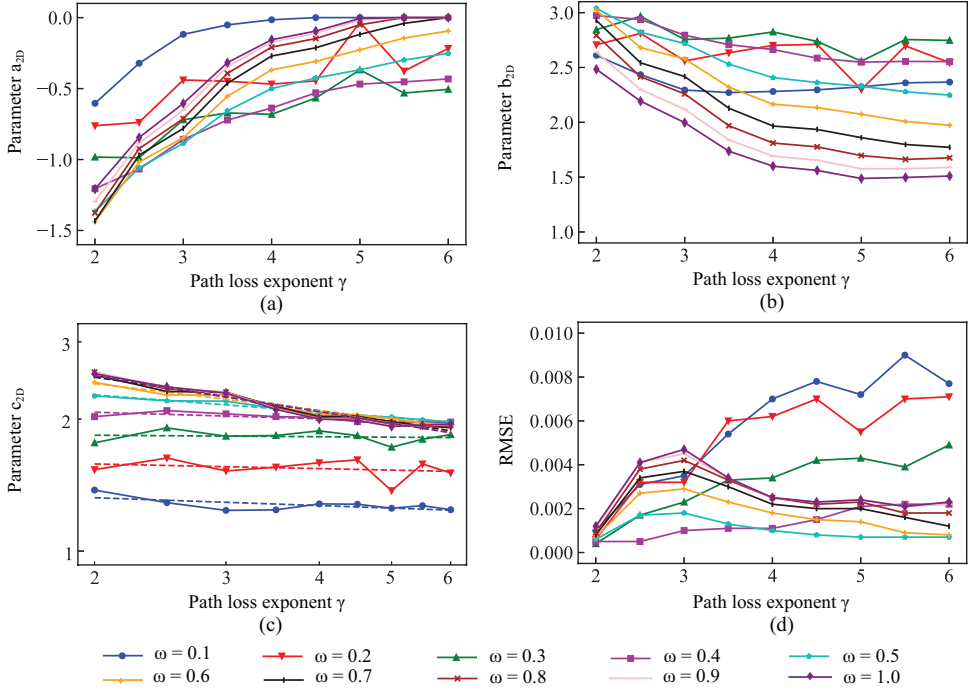 0.0
−0.5
−1.0
−1.5
Parameter a2D
2
3
4
5
6
Path loss exponent γ
(a)
3.0
2.5
2.0
1.5
1.0
Parameter b2D
2
3
4
5
6
Path loss exponent γ
(b)
3
2
1
Parameter c2D
2
3
4
5
6
Path loss exponent γ
(c)
0.010
0.008
0.006
0.004
0.002
0.000
RMSE
2
3
4
5
6
Path loss exponent γ
(d)
ω = 0.1
ω = 0.2
ω = 0.3
ω = 0.4
ω = 0.5
ω = 0.6
ω = 0.7
ω = 0.8
ω = 0.9
ω = 1.0